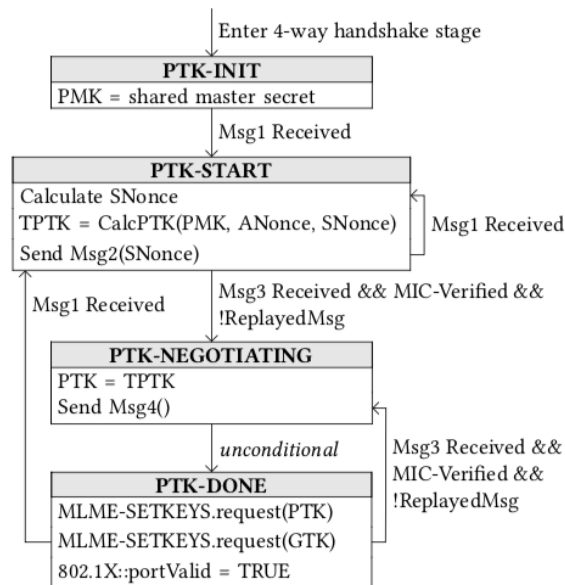 Enter 4-way handshake stage
PTK-INIT
PMK = shared master secret
Msg1 Received
PTK-START
Calculate SNonce
TPTK = CalcPTK(PMK, ANonce, SNonce)
Send Msg2(SNonce)
Msg1 Received
Msg1 Received
Msg3 Received && MIC-Verified &&
!ReplayedMsg
PTK-NEGOTIATING
PTK = TPTK
Send Msg4()
unconditional
Msg3 Received &&
MIC-Verified &&
!ReplayedMsg
PTK-DONE
MLME-SETKEYS.request(PTK)
MLME-SETKEYS.request(GTK)
802.1X::portValid = TRUE